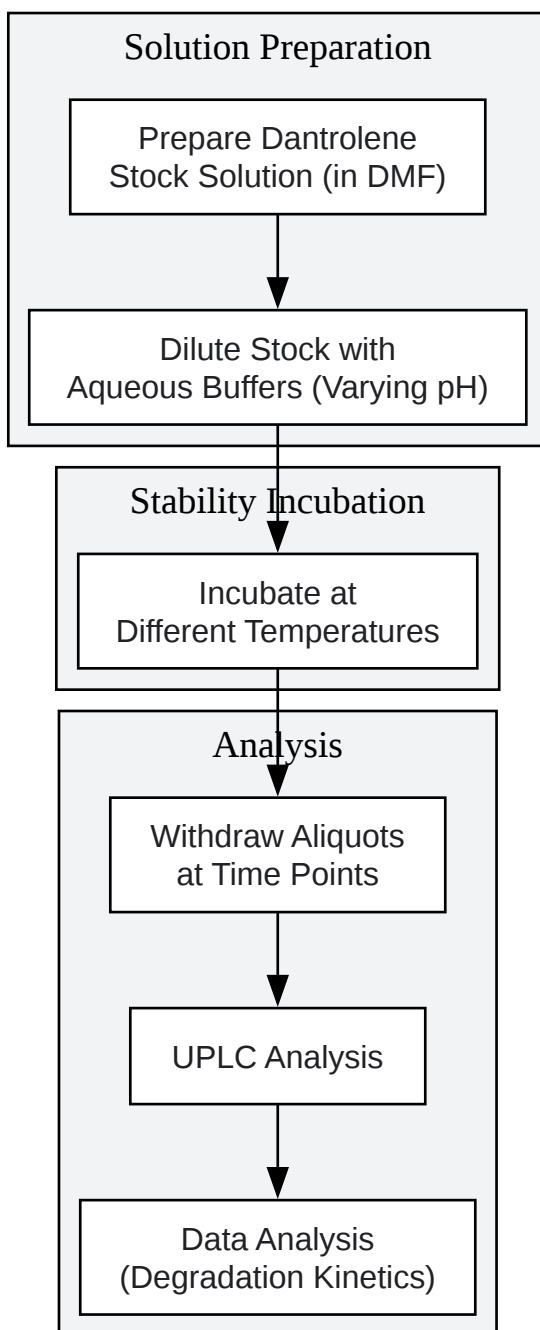 Solution Preparation
Prepare Dantrolene
Stock Solution (in DMF)
Dilute Stock with
Aqueous Buffers (Varying pH)
Stability Incubation
Incubate at
Different Temperatures
Analysis
Withdraw Aliquots
at Time Points
UPLC Analysis
Data Analysis
(Degradation Kinetics)